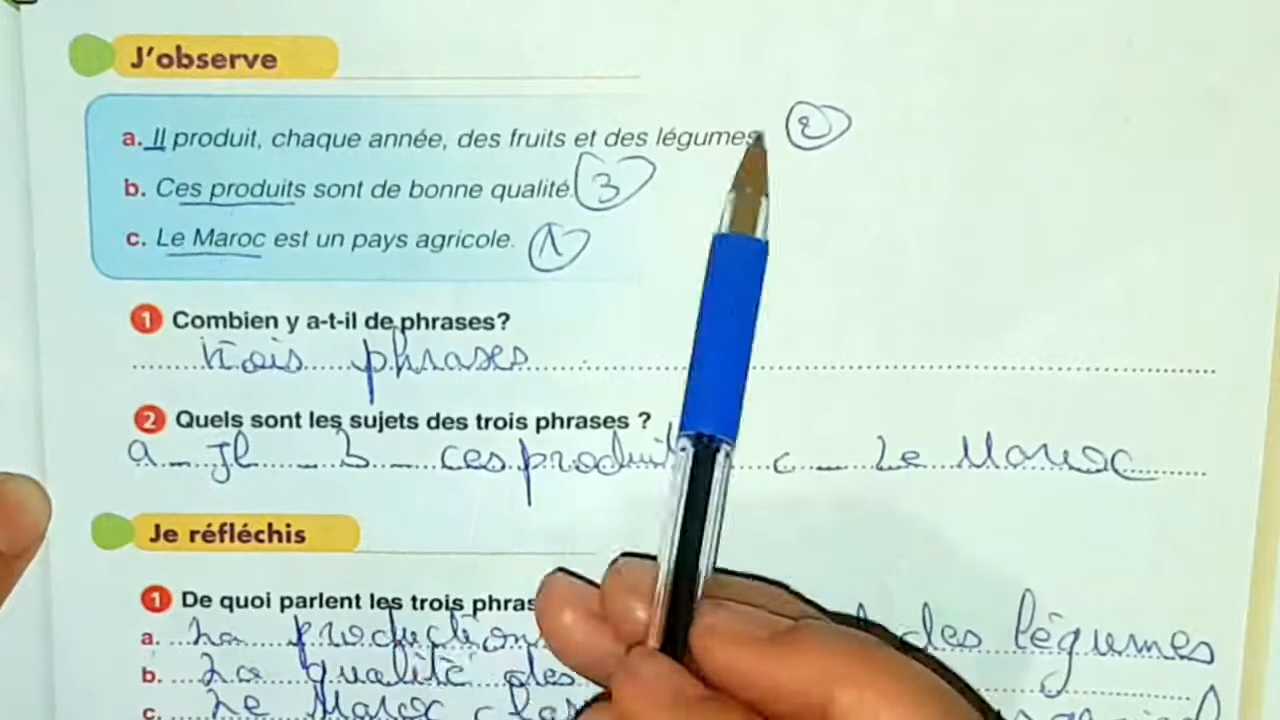 J'observe
a. Il produit, chaque année, des fruits et des légumes 2
b. Ces produits sont de bonne qualité. 3
c. Le Maroc est un pays agricole. 1
1 Combien y a-t-il de phrases?
trois phrases
2 Quels sont les sujets des trois phrases ?
a _ Il _ b _ ces produit c _ Le Maroc
Je réfléchis
1 De quoi parlent les trois phras
a. La production des légumes
b. La qualité des
c. Le Maroc